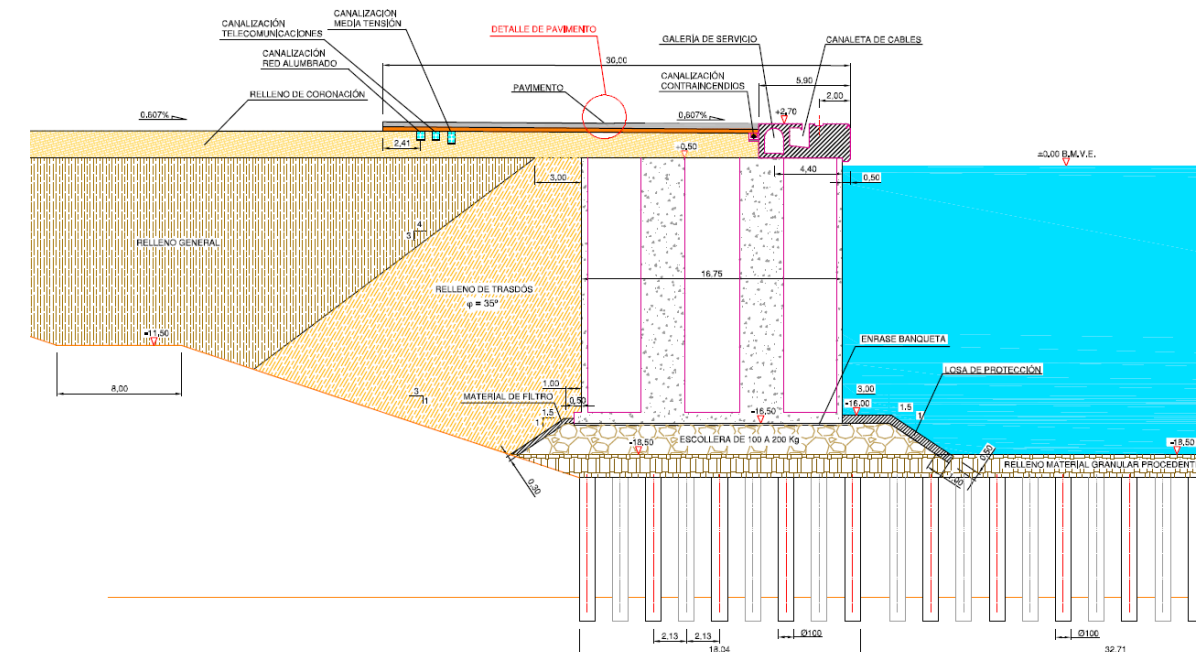 CANALIZACIÓN
TELECOMUNICACIONES
CANALIZACIÓN
MEDIA TENSIÓN
DETALLE DE PAVIMENTO
GALERÍA DE SERVICIO
CANALETA DE CABLES
CANALIZACIÓN
RED ALUMBRADO
30,00
CANALIZACIÓN
CONTRAINCENDIOS
5,90
RELLENO DE CORONACIÓN
PAVIMENTO
2,00
0.607%
0,607%
+2,70
2,41
+0,50
±0,00 B.M.V.E.
3,00
4,40
0,50
4
3
RELLENO GENERAL
16,75
RELLENO DE TRASDÓS
φ = 35º
-11,50
ENRASE BANQUETA
8,00
1,00
LOSA DE PROTECCIÓN
3
1
MATERIAL DE FILTRO
0,50
3,00
-16,00
1.5
1
1.5
1
-16,50
ESCOLLERA DE 100 A 200 Kg
-18,50
-18,50
0,50
RELLENO MATERIAL GRANULAR PROCEDENT
0,30
2,13
2,13
Ø100
Ø100
18,04
32,71